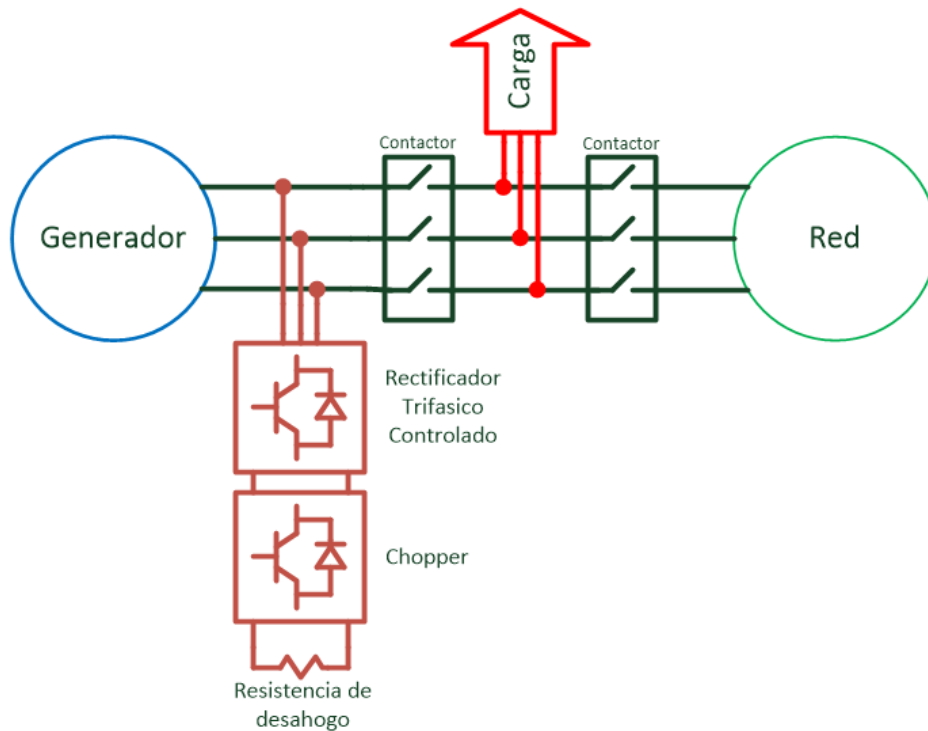 Carga
Contactor
Contactor
Generador
Red
Rectificador
Trifasico
Controlado
Chopper
Resistencia de
desahogo